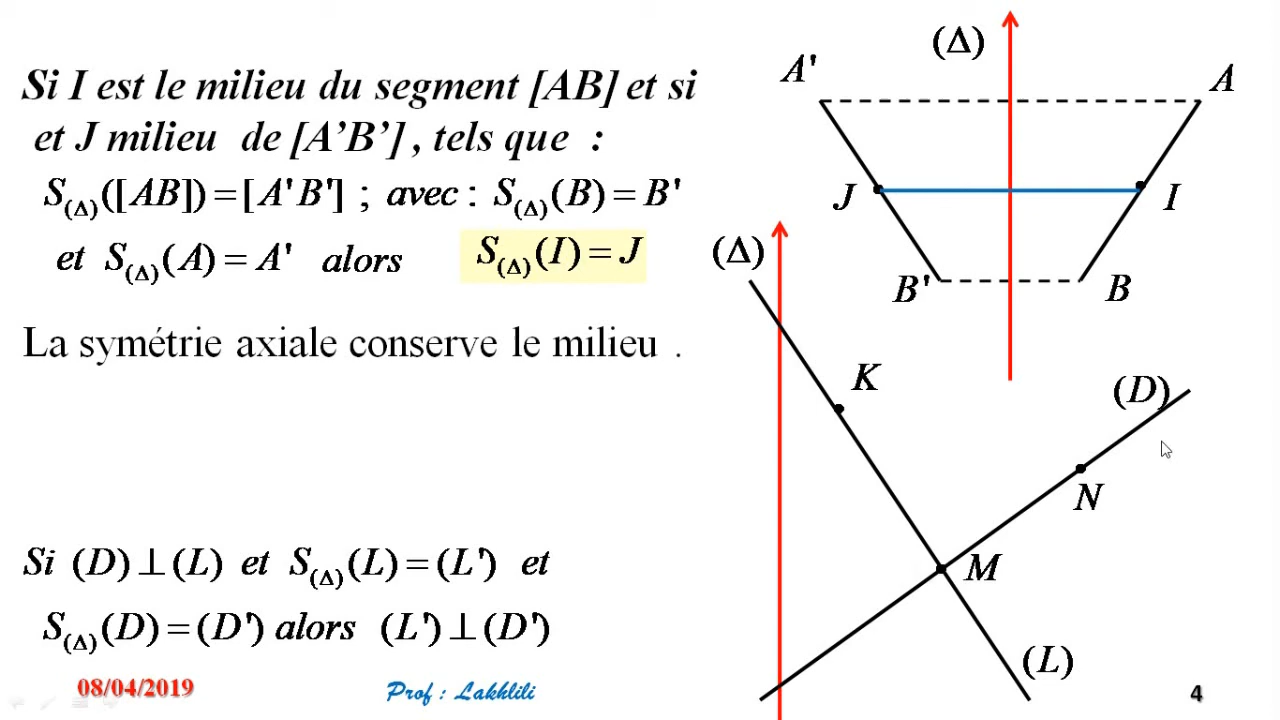 Si I est le milieu du segment [AB] et si
et J milieu de [A’B’] , tels que :
S(Δ)([AB]) = [A'B'] ; avec : S(Δ)(B) = B'
et S(Δ)(A) = A' alors S(Δ)(I) = J
La symétrie axiale conserve le milieu .
Si (D) ⊥ (L) et S(Δ)(L) = (L') et
S(Δ)(D) = (D') alors (L') ⊥ (D')
(Δ)
A'
A
J
I
B'
B
(Δ)
K
(D)
N
M
(L)
08/04/2019
Prof : Lakhlili
4